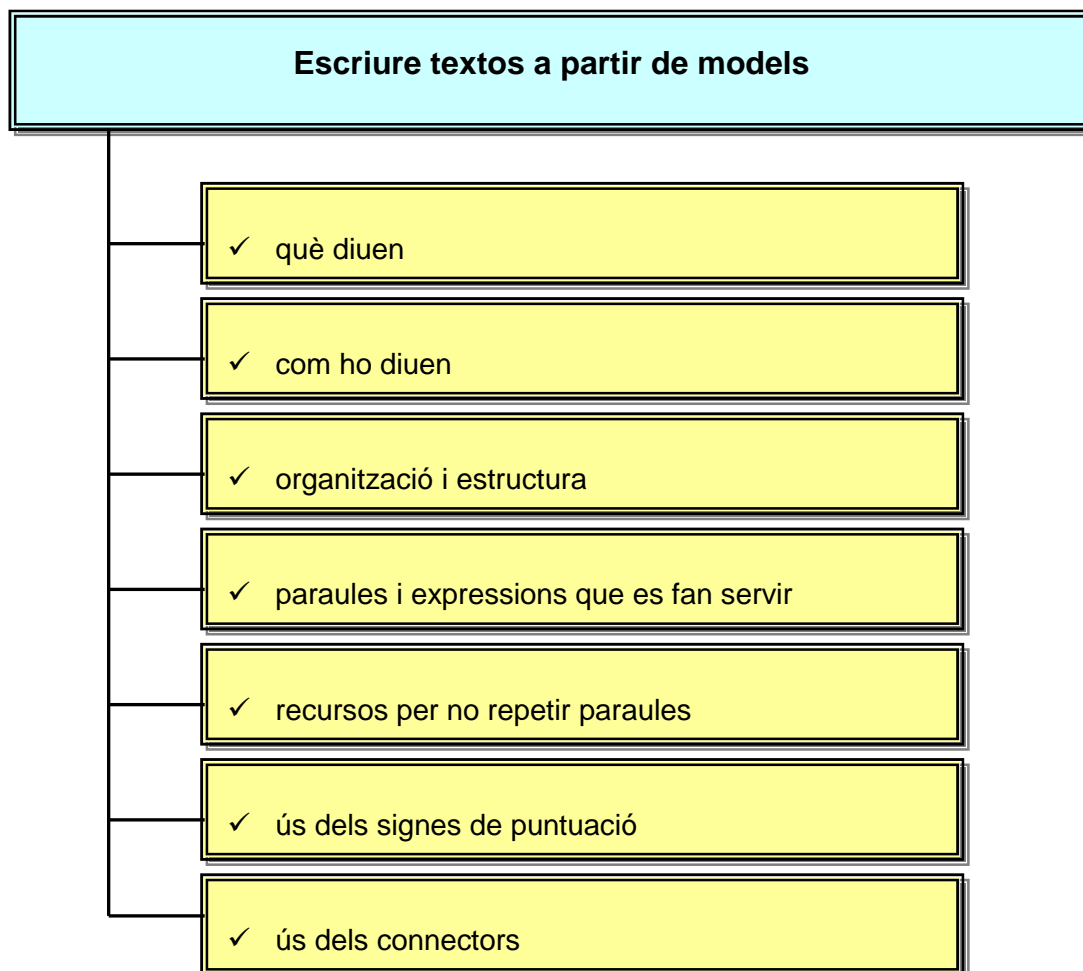 Escriure textos a partir de models
✓ què diuen
✓ com ho diuen
✓ organització i estructura
✓ paraules i expressions que es fan servir
✓ recursos per no repetir paraules
✓ ús dels signes de puntuació
✓ ús dels connectors